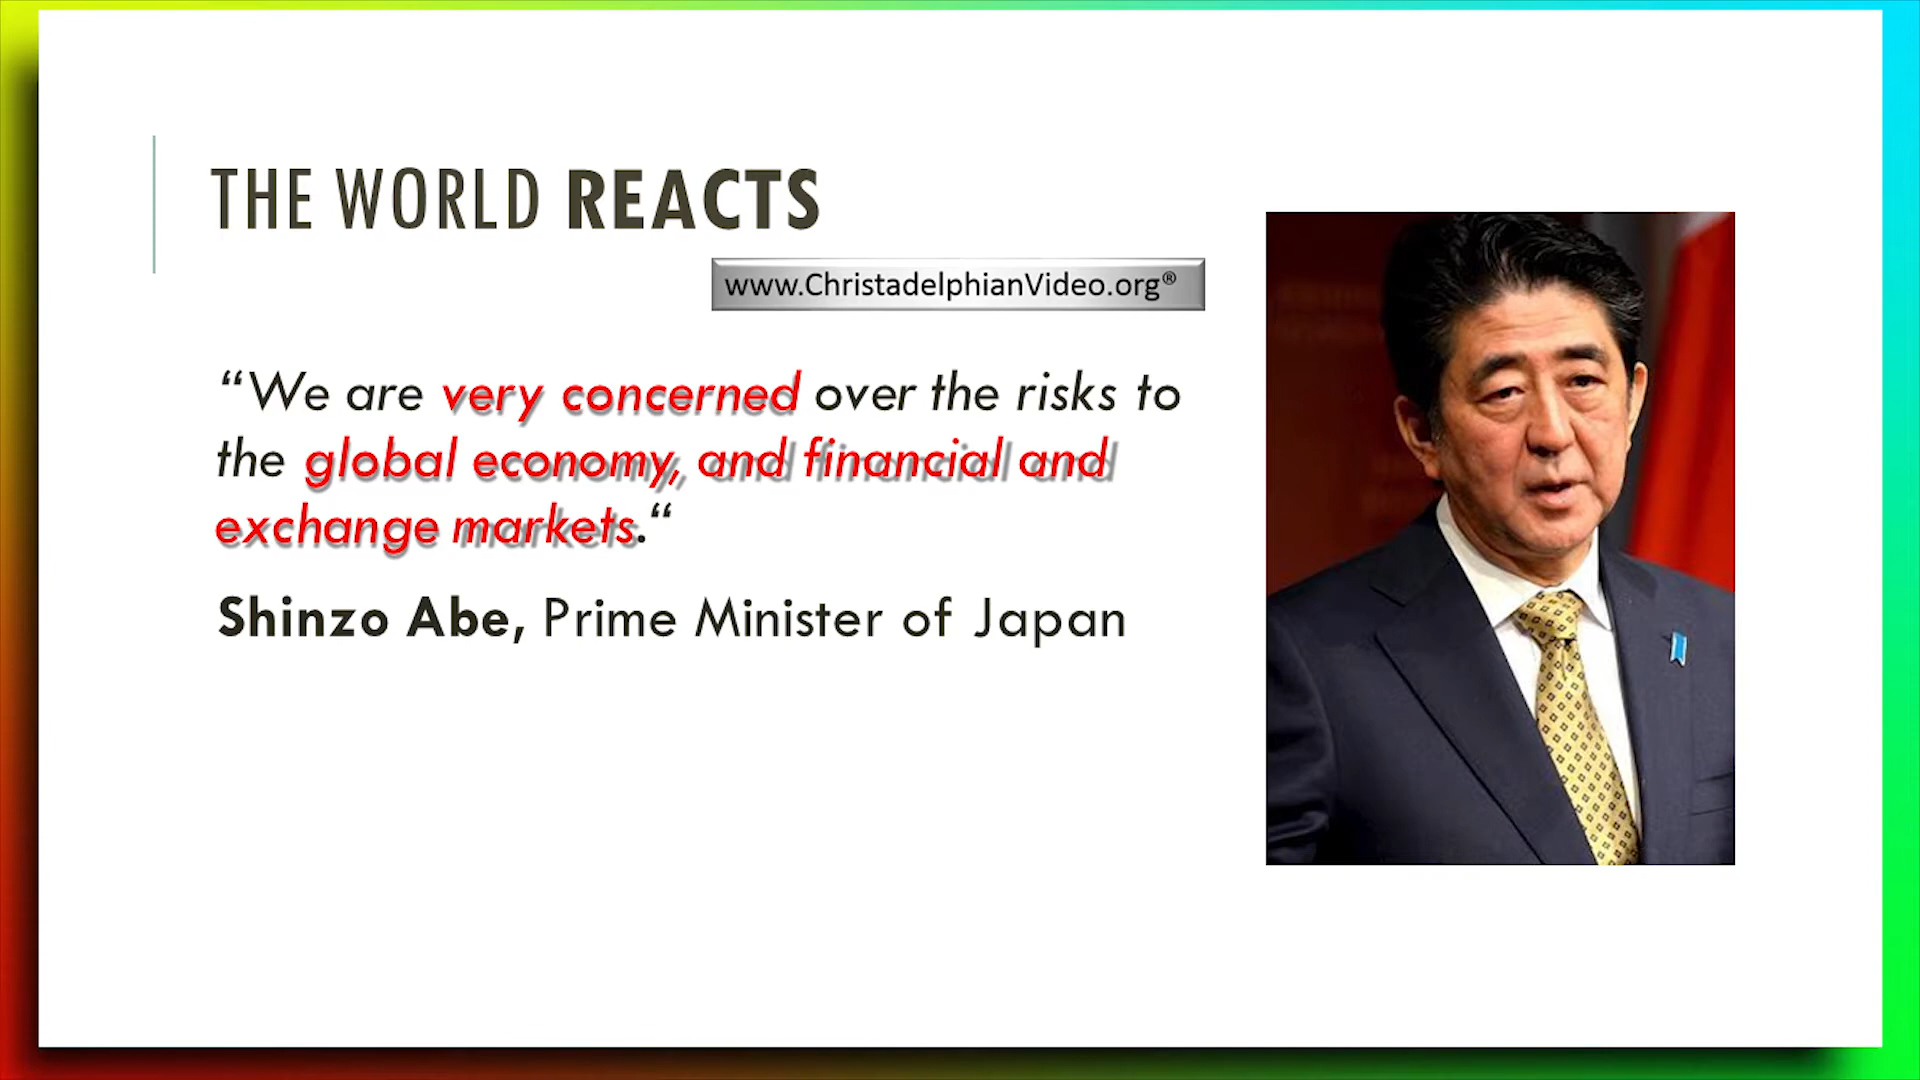 THE WORLD REACTS
www.ChristadelphianVideo.org®
“We are very concerned over the risks to
the global economy, and financial and
exchange markets.“
Shinzo Abe, Prime Minister of Japan